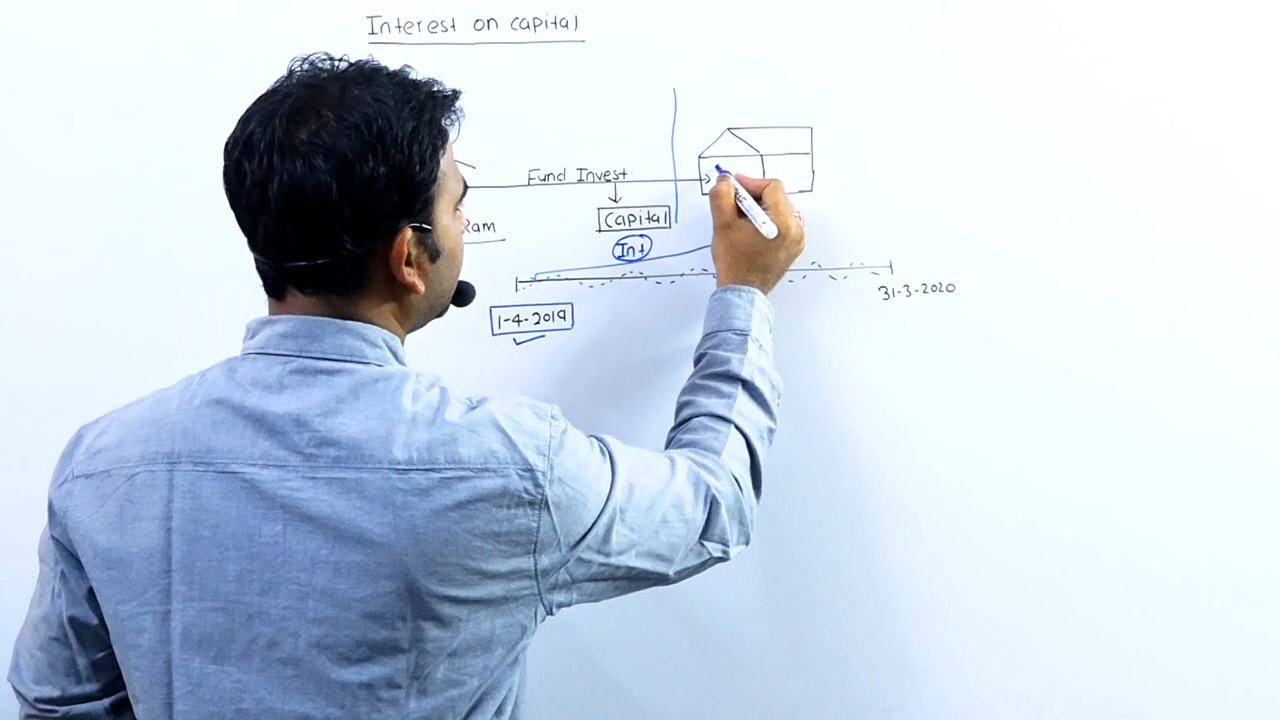 Interest on capital
Fund Invest
Capital
Ram
Int
1-4-2019
31-3-2020